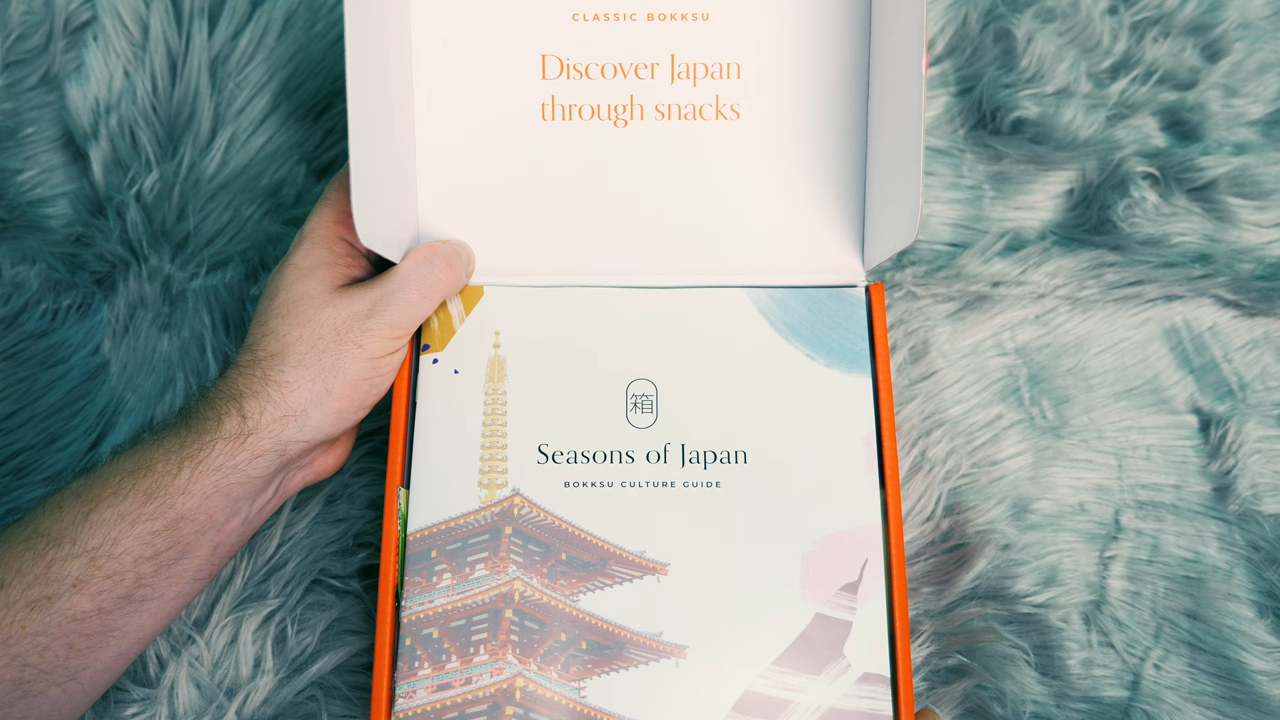 CLASSIC BOKKSU
Discover Japan
through snacks
箱
Seasons of Japan
BOKKSU CULTURE GUIDE